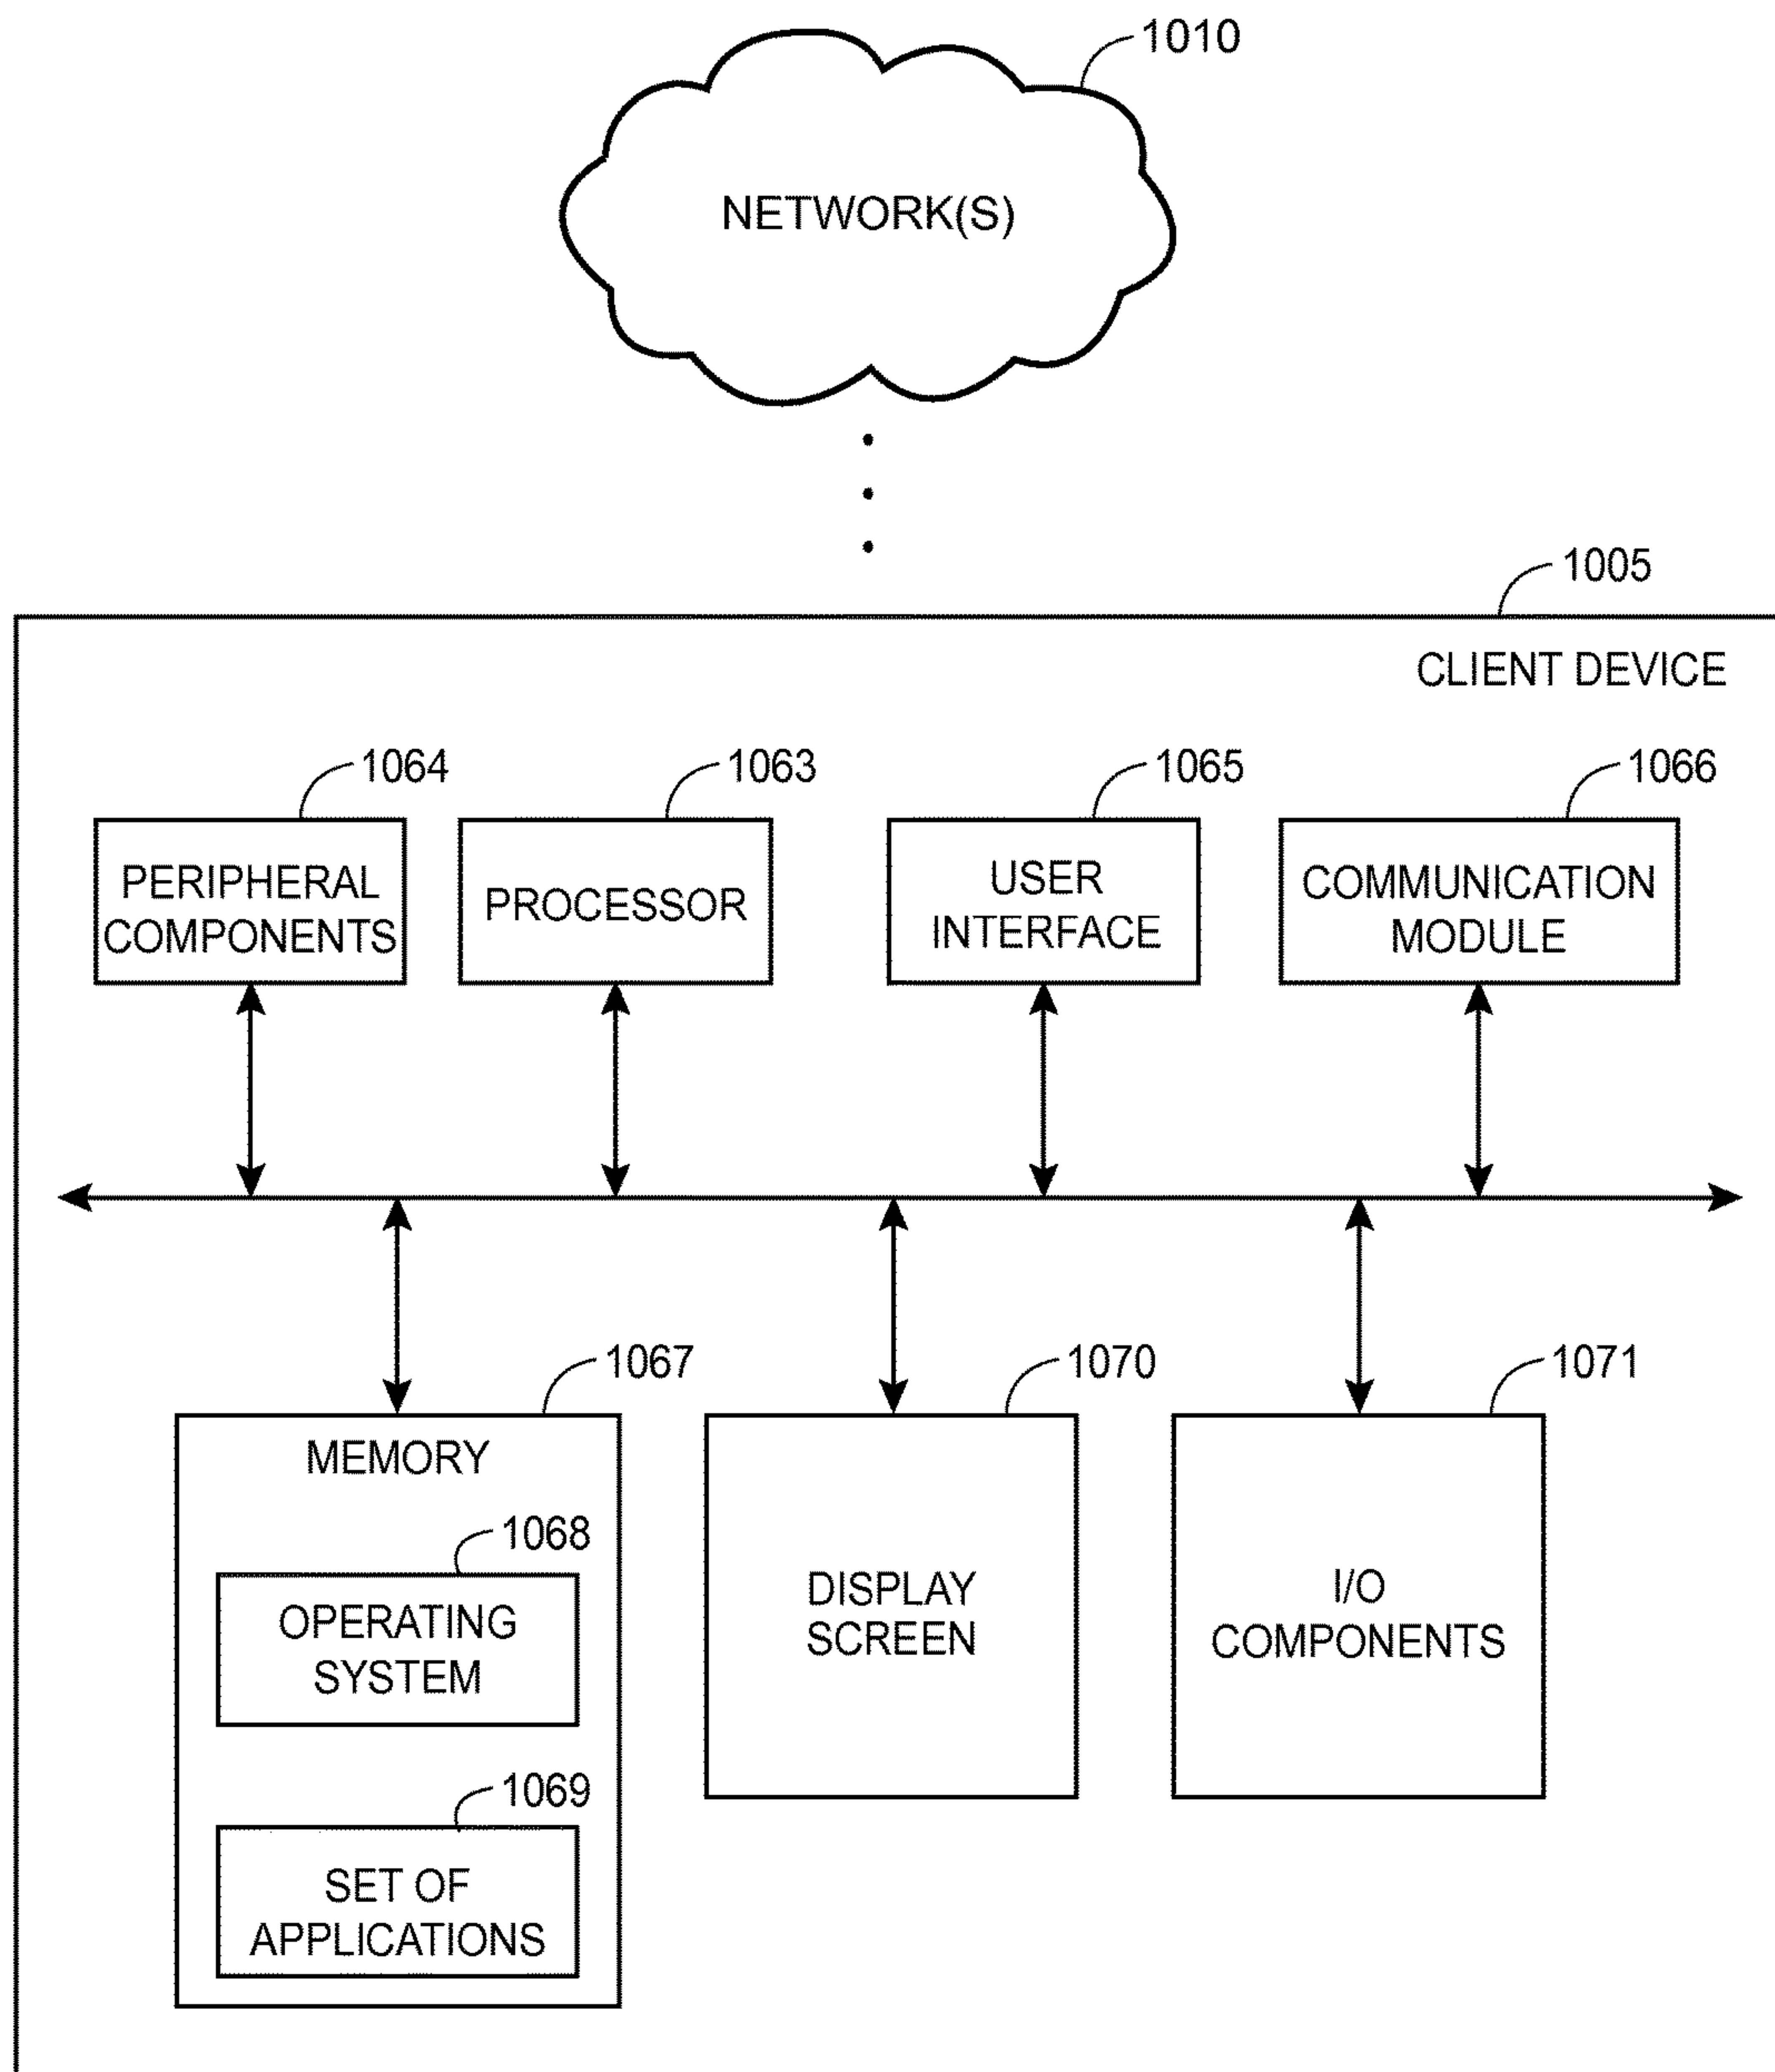 1010
NETWORK(S)
1005
CLIENT DEVICE
1064
1063
1065
1066
PERIPHERAL
COMPONENTS
PROCESSOR
USER
INTERFACE
COMMUNICATION
MODULE
1067
1070
1071
MEMORY
1068
OPERATING
SYSTEM
1069
SET OF
APPLICATIONS
DISPLAY
SCREEN
I/O
COMPONENTS